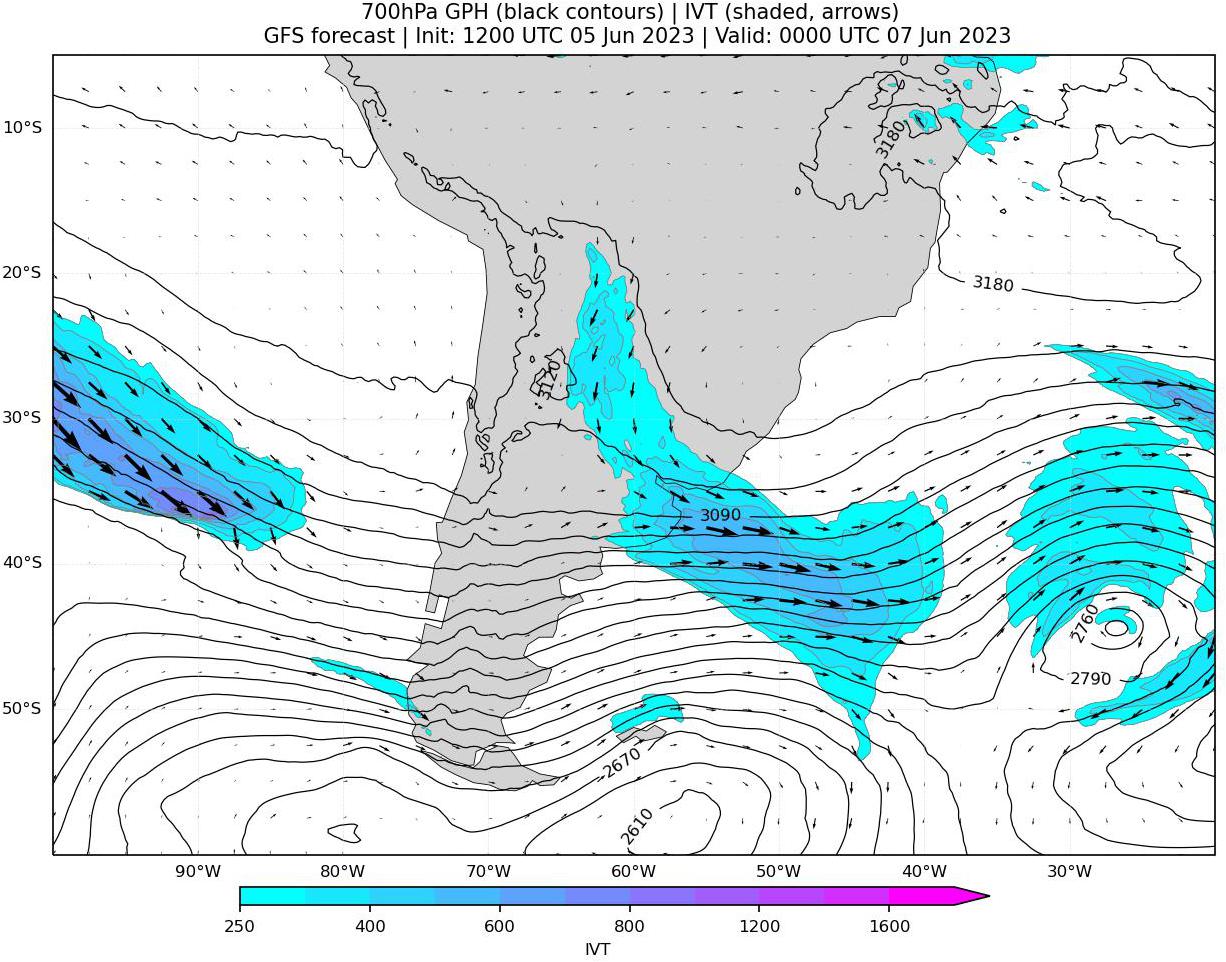 700hPa GPH (black contours) | IVT (shaded, arrows)
GFS forecast | Init: 1200 UTC 05 Jun 2023 | Valid: 0000 UTC 07 Jun 2023
10°S
20°S
30°S
40°S
50°S
3180
3180
3120
3090
2760
2790
2670
2610
90°W
80°W
70°W
60°W
50°W
40°W
30°W
250
400
600
800
1200
1600
IVT